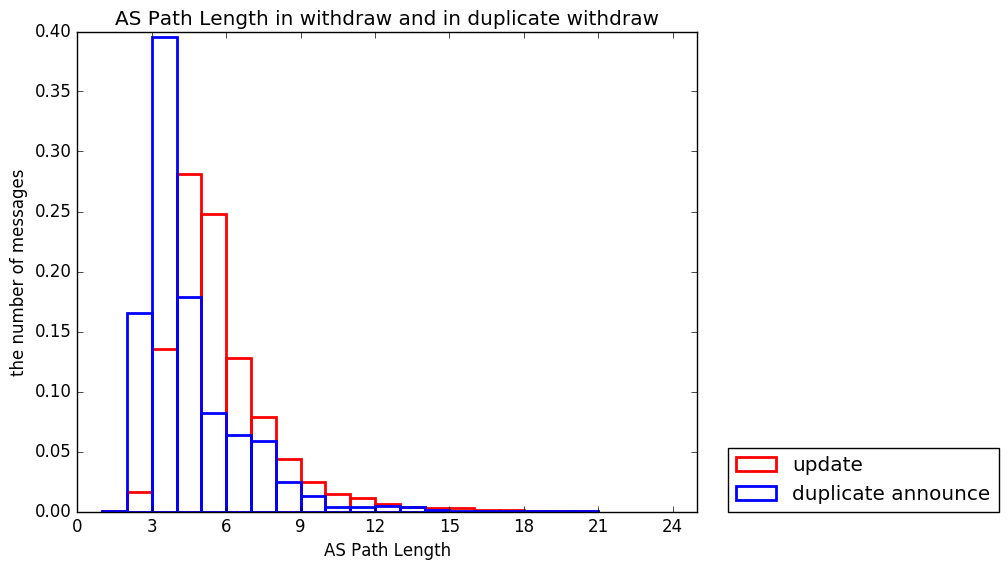 AS Path Length in withdraw and in duplicate withdraw
the number of messages
0.40
0.35
0.30
0.25
0.20
0.15
0.10
0.05
0.00
0 3 6 9 12 15 18 21 24
AS Path Length
update
duplicate announce